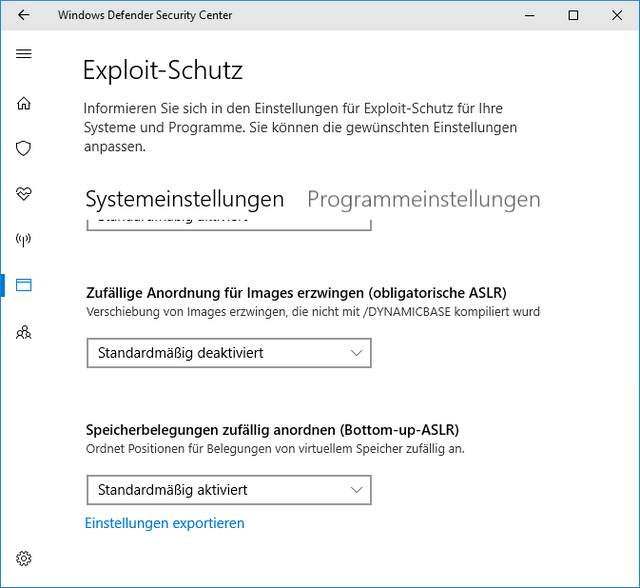 Windows Defender Security Center
Exploit-Schutz
Informieren Sie sich in den Einstellungen für Exploit-Schutz für Ihre
Systeme und Programme. Sie können die gewünschten Einstellungen
anpassen.
Systemeinstellungen Programmeinstellungen
Standardmäßig aktiviert
Zufällige Anordnung für Images erzwingen (obligatorische ASLR)
Verschiebung von Images erzwingen, die nicht mit /DYNAMICBASE kompiliert wurd
Standardmäßig deaktiviert
Speicherbelegungen zufällig anordnen (Bottom-up-ASLR)
Ordnet Positionen für Belegungen von virtuellem Speicher zufällig an.
Standardmäßig aktiviert
Einstellungen exportieren